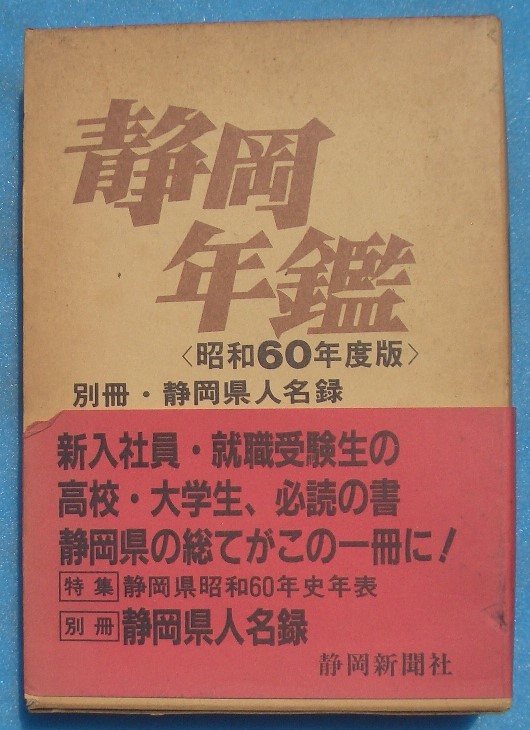 静岡
年鑑
〈昭和60年度版〉
別冊・静岡県人名録
新入社員・就職受験生の
高校・大学生、必読の書
静岡県の総てがこの一冊に!
特集 静岡県昭和60年史年表
別冊 静岡県人名録
静岡新聞社